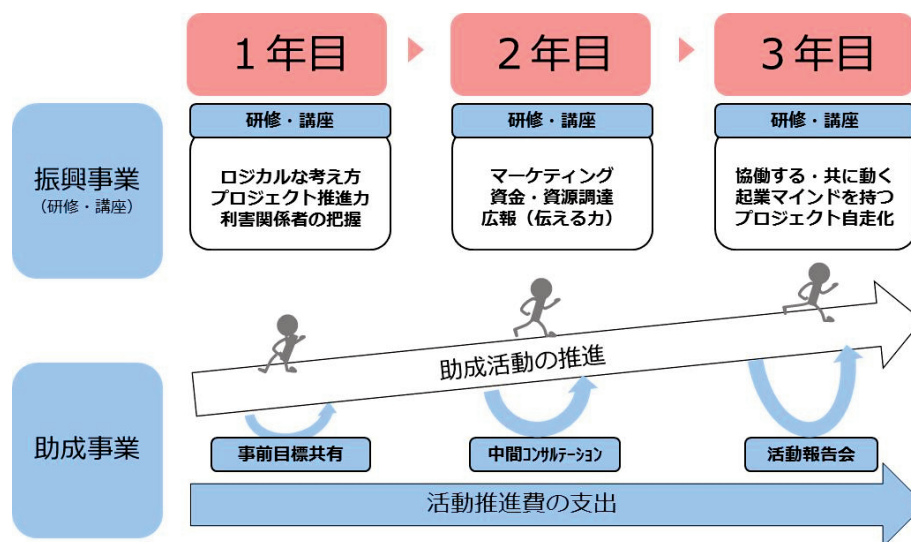 1年目
2年目
3年目
振興事業
(研修・講座)
研修・講座
ロジカルな考え方
プロジェクト推進力
利害関係者の把握
研修・講座
マーケティング
資金・資源調達
広報(伝える力)
研修・講座
協働する・共に動く
起業マインドを持つ
プロジェクト自走化
助成活動の推進
助成事業
事前目標共有
中間コンサルテーション
活動報告会
活動推進費の支出